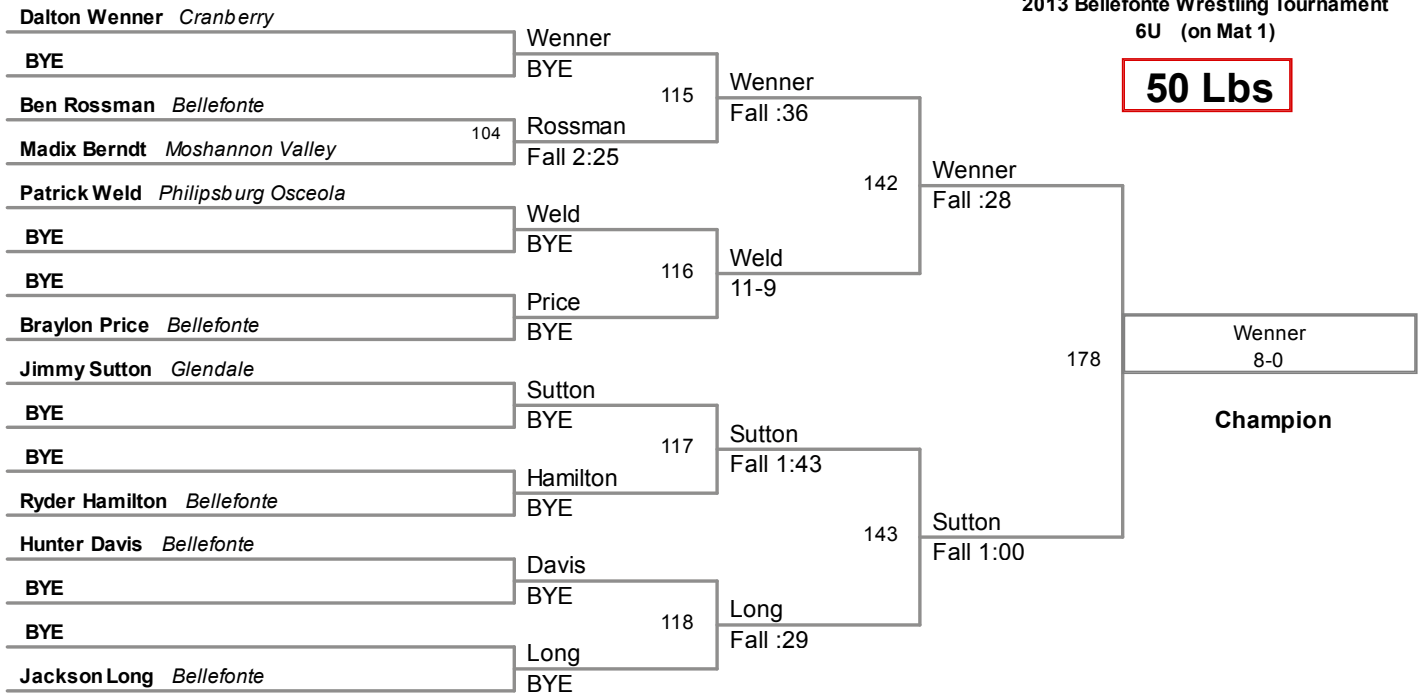 2013 Bellefonte Wrestling Tournament
6U (on Mat 1)
50 Lbs
Dalton Wenner Cranberry
BYE
Ben Rossman Bellefonte
Madix Berndt Moshannon Valley
Patrick Weld Philipsburg Osceola
BYE
BYE
Braylon Price Bellefonte
Jimmy Sutton Glendale
BYE
BYE
Ryder Hamilton Bellefonte
Hunter Davis Bellefonte
BYE
BYE
Jackson Long Bellefonte
104
Wenner
BYE
Rossman
Fall 2:25
Weld
BYE
Price
BYE
Sutton
BYE
Hamilton
BYE
Davis
BYE
Long
BYE
115
116
117
118
Wenner
Fall :36
Weld
11-9
Sutton
Fall 1:43
Long
Fall :29
142
143
Wenner
Fall :28
Sutton
Fall 1:00
178
Wenner
8-0
Champion